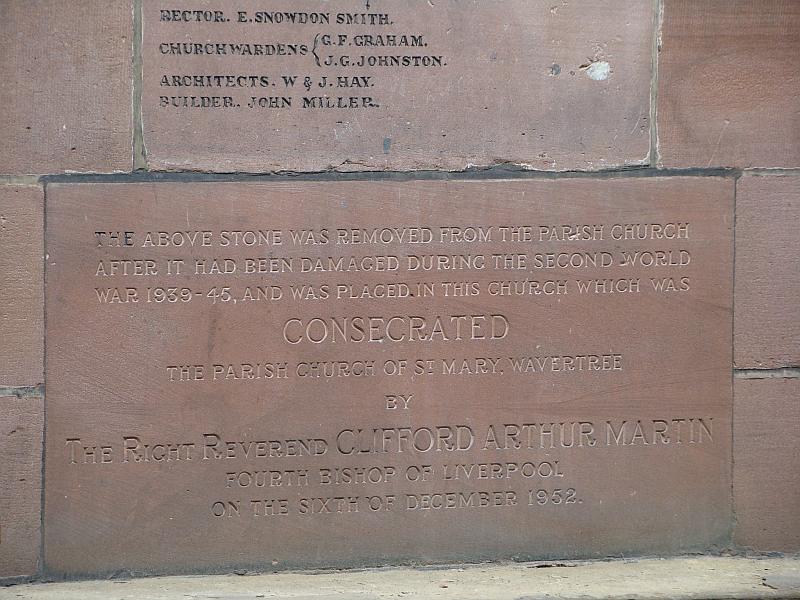 RECTOR. E. SNOWDON SMITH.
CHURCHWARDENS { G. F. GRAHAM.
J. G. JOHNSTON.
ARCHITECTS. W & J. HAY.
BUILDER. JOHN MILLER.
THE ABOVE STONE WAS REMOVED FROM THE PARISH CHURCH
AFTER IT HAD BEEN DAMAGED DURING THE SECOND WORLD
WAR 1939-45, AND WAS PLACED IN THIS CHURCH WHICH WAS
CONSECRATED
THE PARISH CHURCH OF ST MARY, WAVERTREE
BY
THE RIGHT REVEREND CLIFFORD ARTHUR MARTIN
FOURTH BISHOP OF LIVERPOOL
ON THE SIXTH OF DECEMBER 1952.